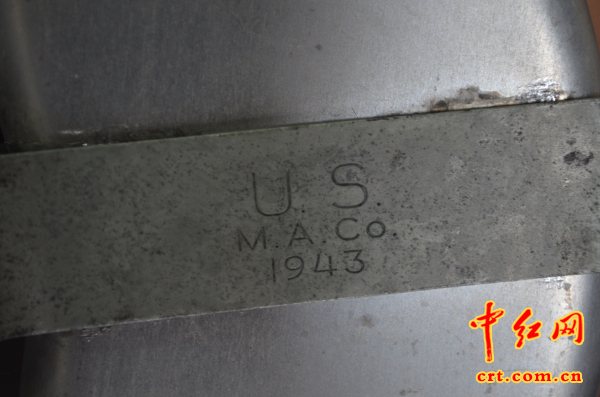 U. S.
M. A. Co.
1943
中红网
crt.com.cn